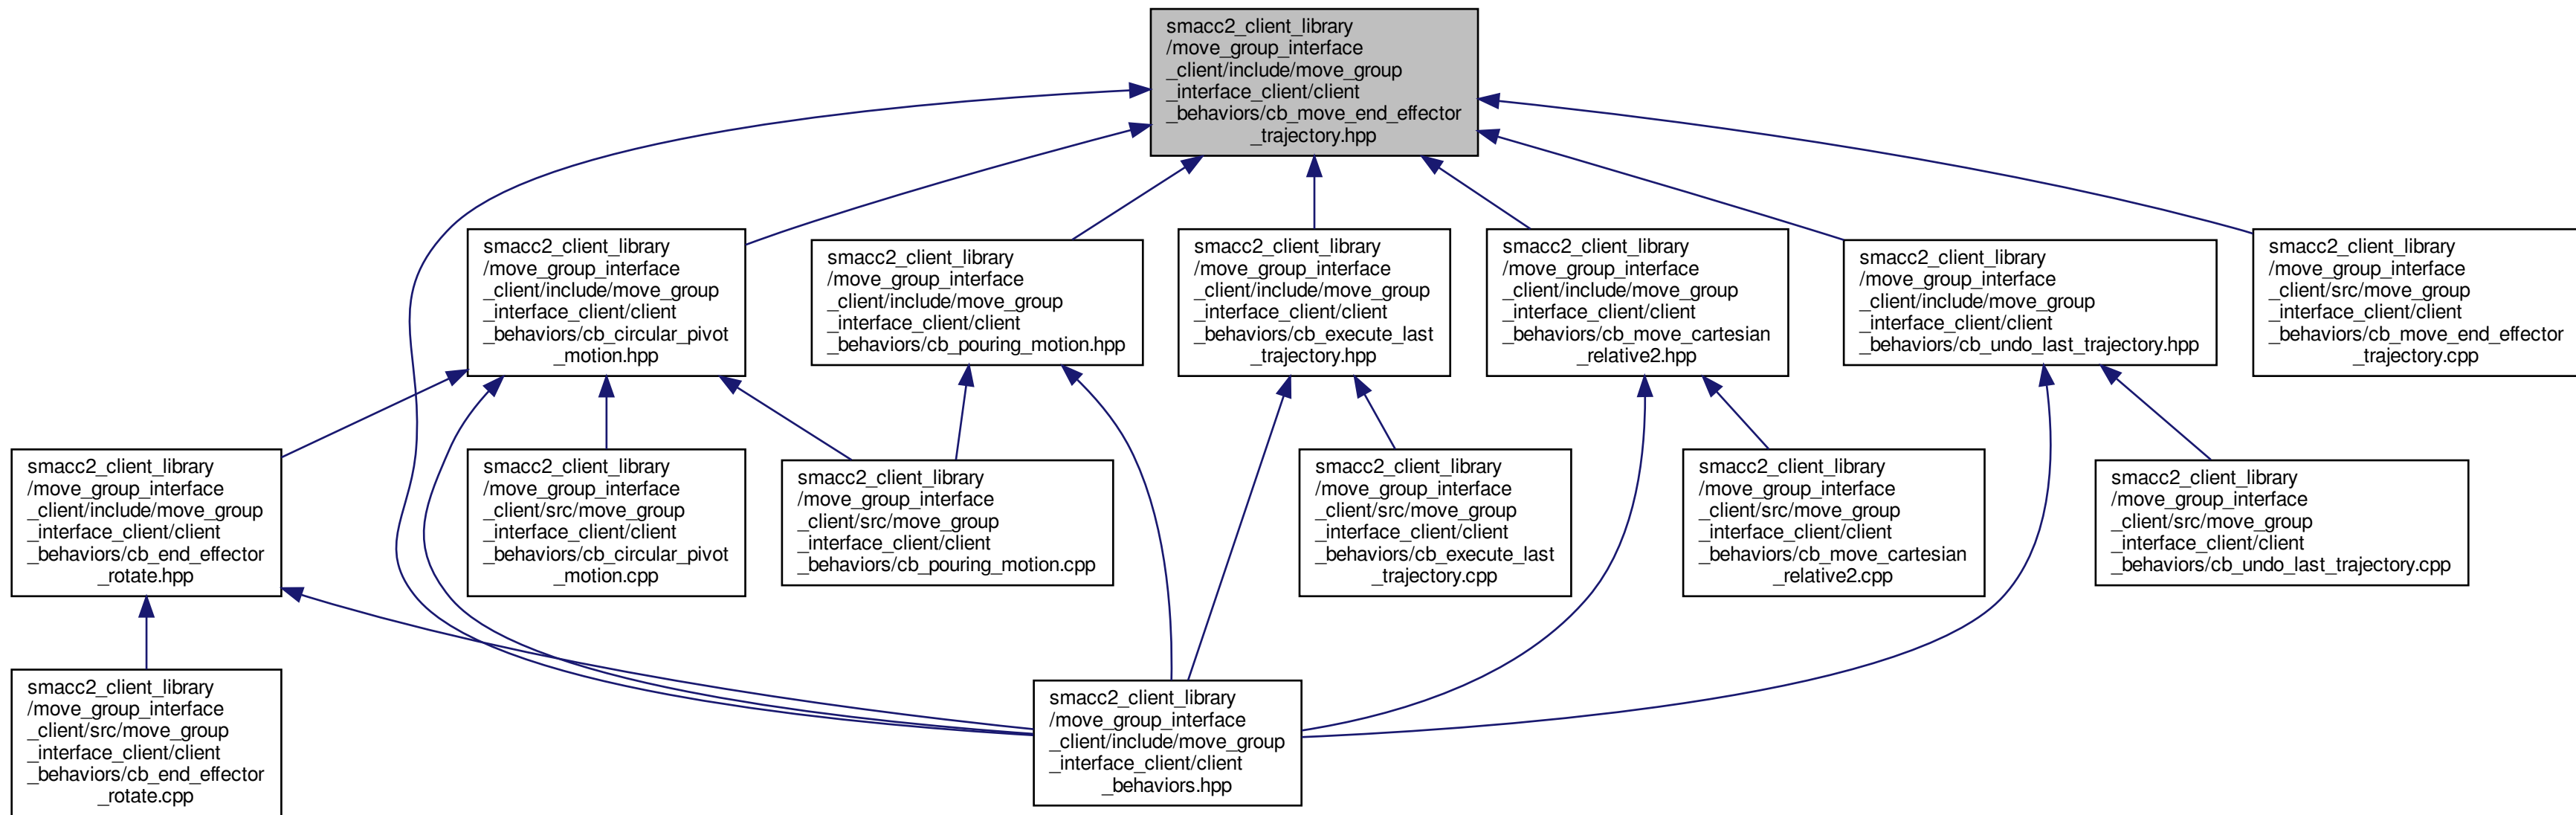 smacc2_client_library
/move_group_interface
_client/include/move_group
_interface_client/client
_behaviors/cb_move_end_effector
_trajectory.hpp
smacc2_client_library
/move_group_interface
_client/include/move_group
_interface_client/client
_behaviors/cb_circular_pivot
_motion.hpp
smacc2_client_library
/move_group_interface
_client/include/move_group
_interface_client/client
_behaviors/cb_pouring_motion.hpp
smacc2_client_library
/move_group_interface
_client/include/move_group
_interface_client/client
_behaviors/cb_execute_last
_trajectory.hpp
smacc2_client_library
/move_group_interface
_client/include/move_group
_interface_client/client
_behaviors/cb_move_cartesian
_relative2.hpp
smacc2_client_library
/move_group_interface
_client/include/move_group
_interface_client/client
_behaviors/cb_undo_last_trajectory.hpp
smacc2_client_library
/move_group_interface
_client/src/move_group
_interface_client/client
_behaviors/cb_move_end_effector
_trajectory.cpp
smacc2_client_library
/move_group_interface
_client/include/move_group
_interface_client/client
_behaviors/cb_end_effector
_rotate.hpp
smacc2_client_library
/move_group_interface
_client/src/move_group
_interface_client/client
_behaviors/cb_circular_pivot
_motion.cpp
smacc2_client_library
/move_group_interface
_client/src/move_group
_interface_client/client
_behaviors/cb_pouring_motion.cpp
smacc2_client_library
/move_group_interface
_client/src/move_group
_interface_client/client
_behaviors/cb_execute_last
_trajectory.cpp
smacc2_client_library
/move_group_interface
_client/src/move_group
_interface_client/client
_behaviors/cb_move_cartesian
_relative2.cpp
smacc2_client_library
/move_group_interface
_client/src/move_group
_interface_client/client
_behaviors/cb_undo_last_trajectory.cpp
smacc2_client_library
/move_group_interface
_client/src/move_group
_interface_client/client
_behaviors/cb_end_effector
_rotate.cpp
smacc2_client_library
/move_group_interface
_client/include/move_group
_interface_client/client
_behaviors.hpp